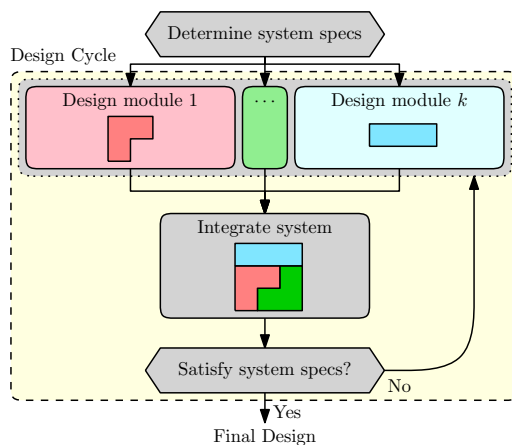 Determine system specs
Design Cycle
Design module 1
...
Design module k
Integrate system
Satisfy system specs?
No
Yes
Final Design